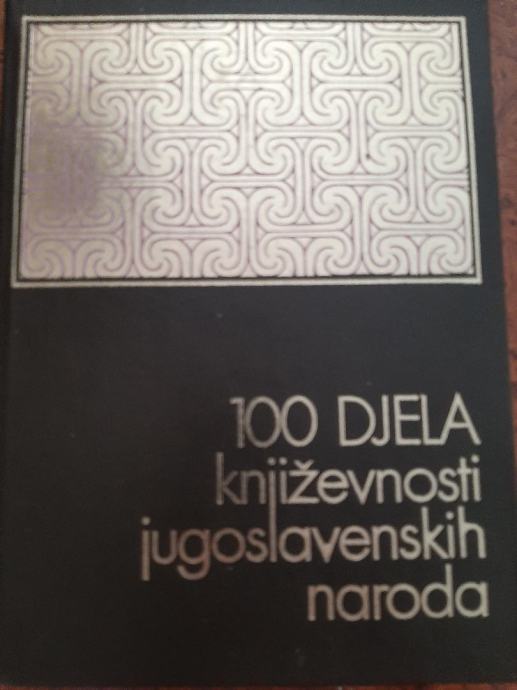 100 DJELA
književnosti
jugoslavenskih
naroda